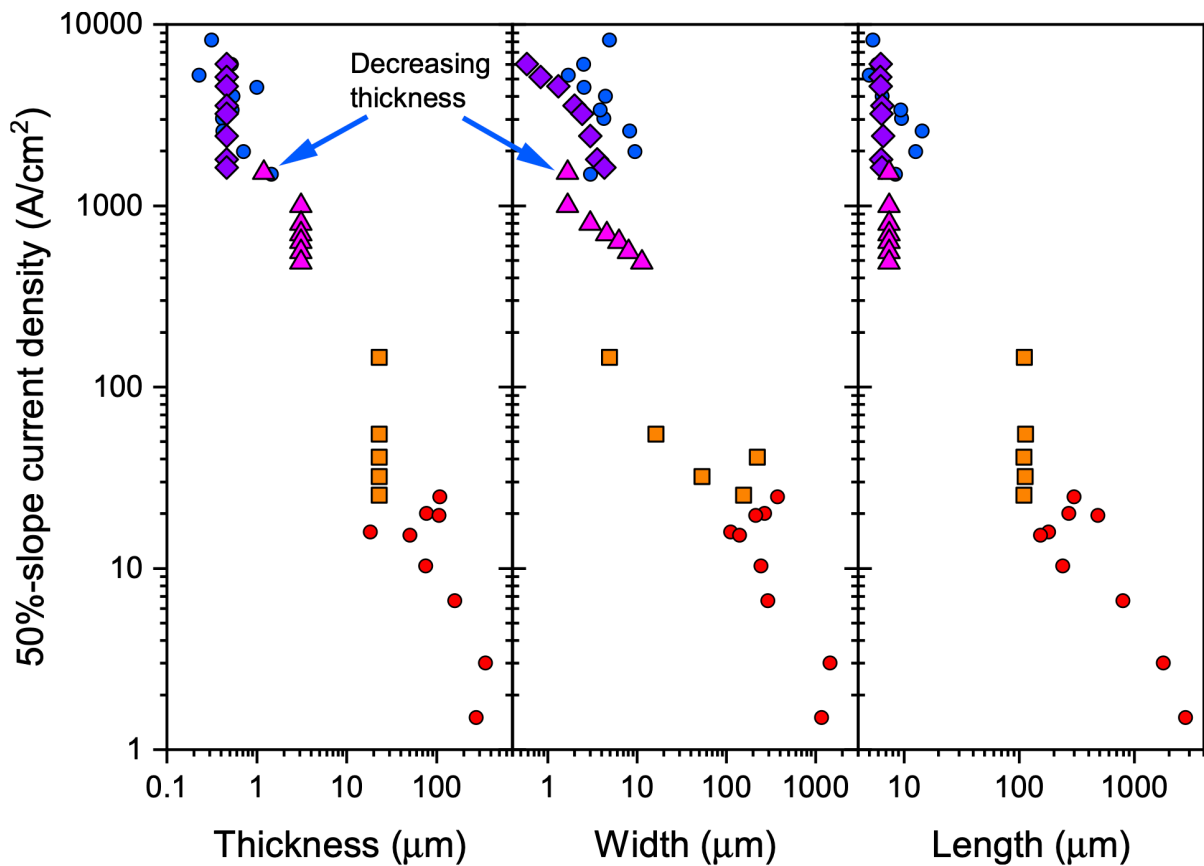 50%-slope current density (A/cm²)
10000
1000
100
10
1
Decreasing
thickness
0.1 1 10 100
1 10 100 1000
10 100 1000
Thickness (μm)
Width (μm)
Length (μm)